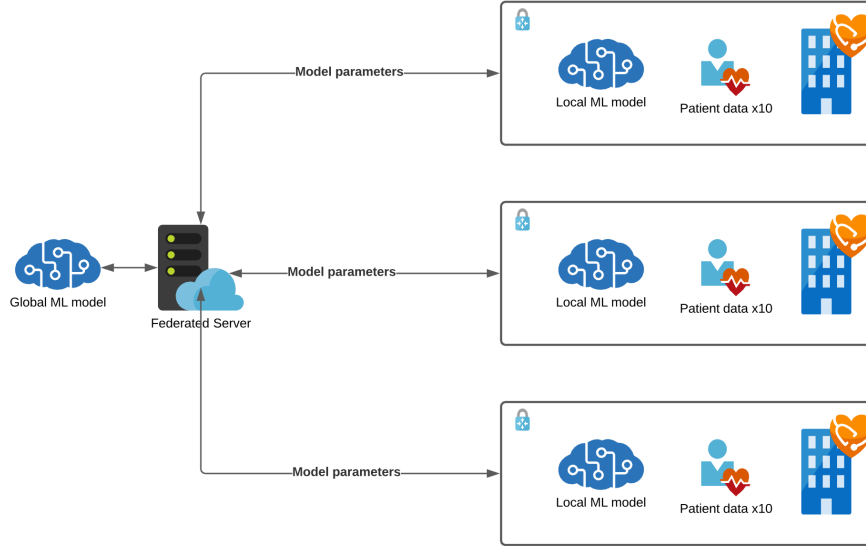 Model parameters
Local ML model
Patient data x10
Global ML model
Federated Server
Model parameters
Local ML model
Patient data x10
Model parameters
Local ML model
Patient data x10